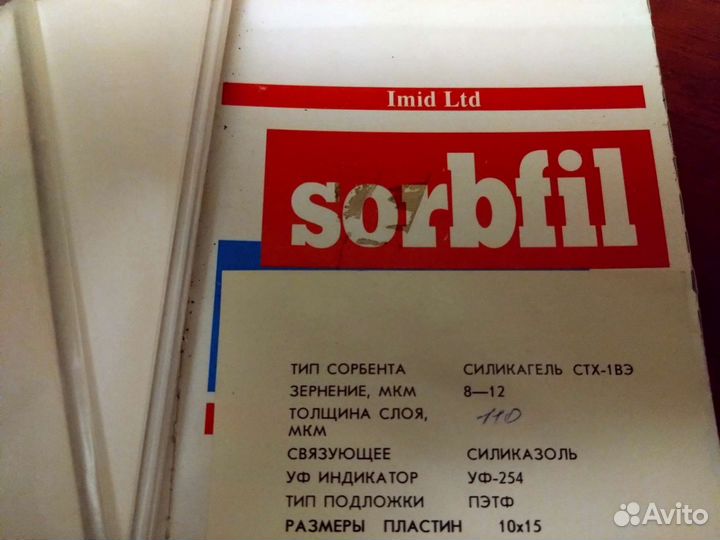 Imid Ltd
sorbfil
ТИП СОРБЕНТА СИЛИКАГЕЛЬ СТХ-1ВЭ
ЗЕРНЕНИЕ, МКМ 8—12
ТОЛЩИНА СЛОЯ, 110
МКМ
СВЯЗУЮЩЕЕ СИЛИКАЗОЛЬ
УФ ИНДИКАТОР УФ-254
ТИП ПОДЛОЖКИ ПЭТФ
РАЗМЕРЫ ПЛАСТИН 10x15
Avito